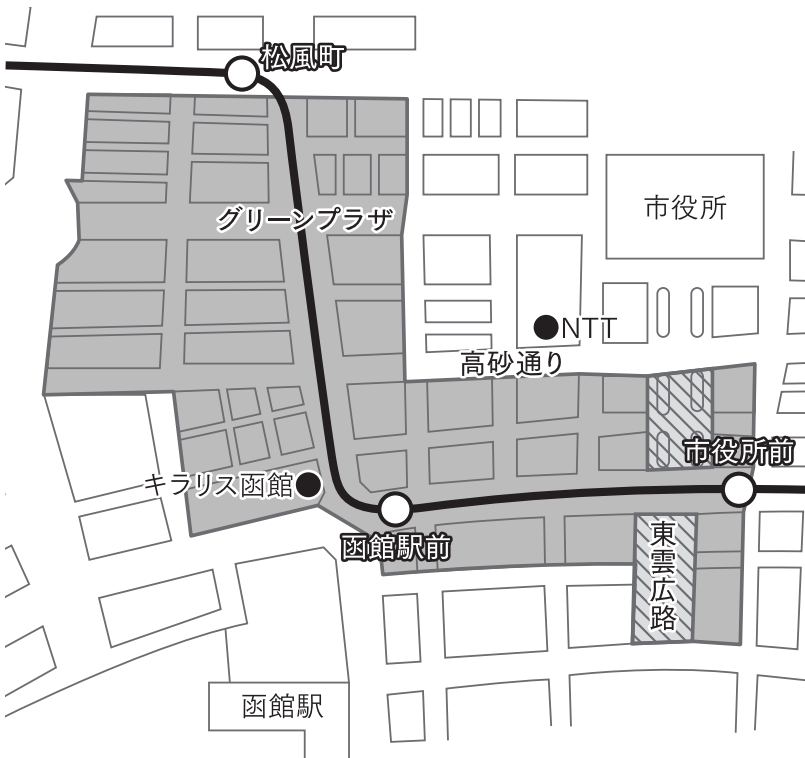 松風町
グリーンプラザ
市役所
NTT
高砂通り
キラリス函館
市役所前
函館駅前
東雲広路
函館駅